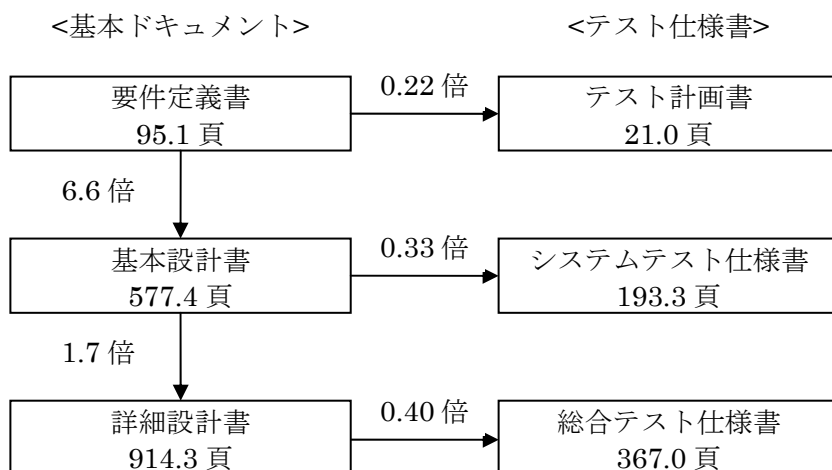 <基本ドキュメント>
<テスト仕様書>
要件定義書
95.1 頁
0.22 倍
テスト計画書
21.0 頁
6.6 倍
基本設計書
577.4 頁
0.33 倍
システムテスト仕様書
193.3 頁
1.7 倍
詳細設計書
914.3 頁
0.40 倍
総合テスト仕様書
367.0 頁